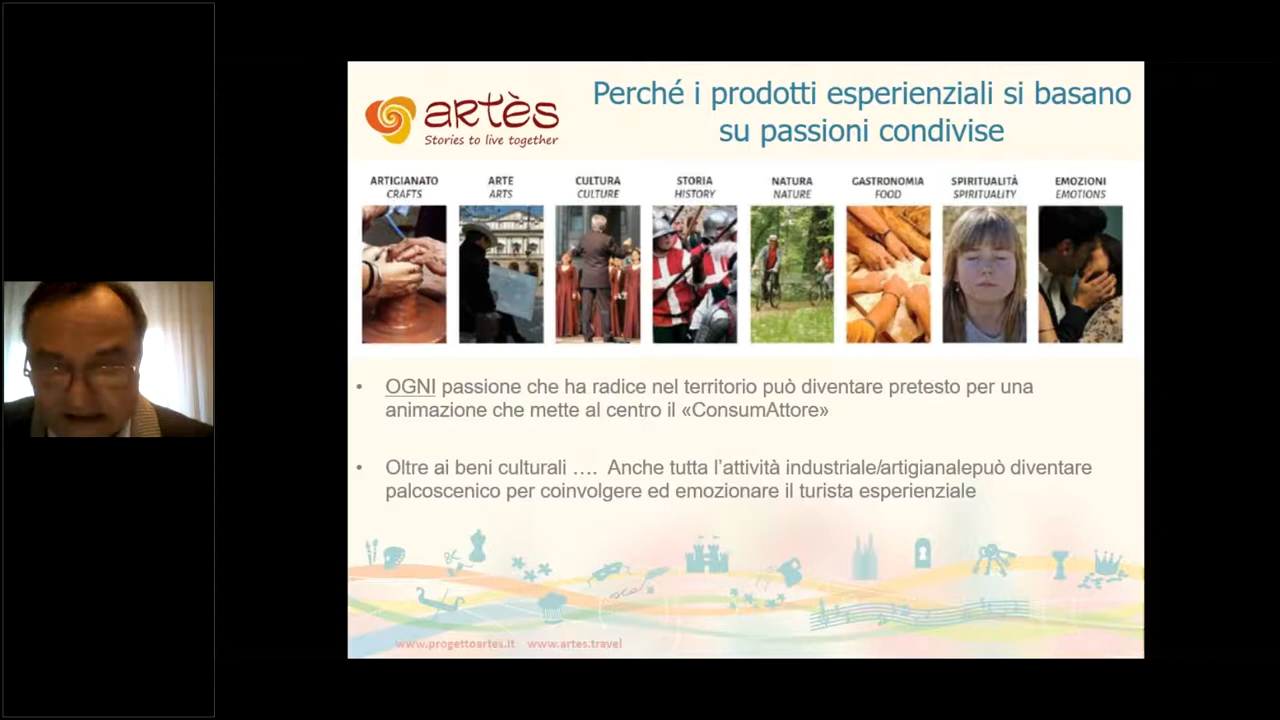 artès
Stories to live together
Perché i prodotti esperienziali si basano
su passioni condivise
ARTIGIANATO
CRAFTS
ARTE
ARTS
CULTURA
CULTURE
STORIA
HISTORY
NATURA
NATURE
GASTRONOMIA
FOOD
SPIRITUALITÀ
SPIRITUALITY
EMOZIONI
EMOTIONS
• OGNI passione che ha radice nel territorio può diventare pretesto per una
animazione che mette al centro il «ConsumAttore»
• Oltre ai beni culturali …. Anche tutta l’attività industriale/artigianalepuò diventare
palcoscenico per coinvolgere ed emozionare il turista esperienziale
www.progettoartes.it www.artes.travel